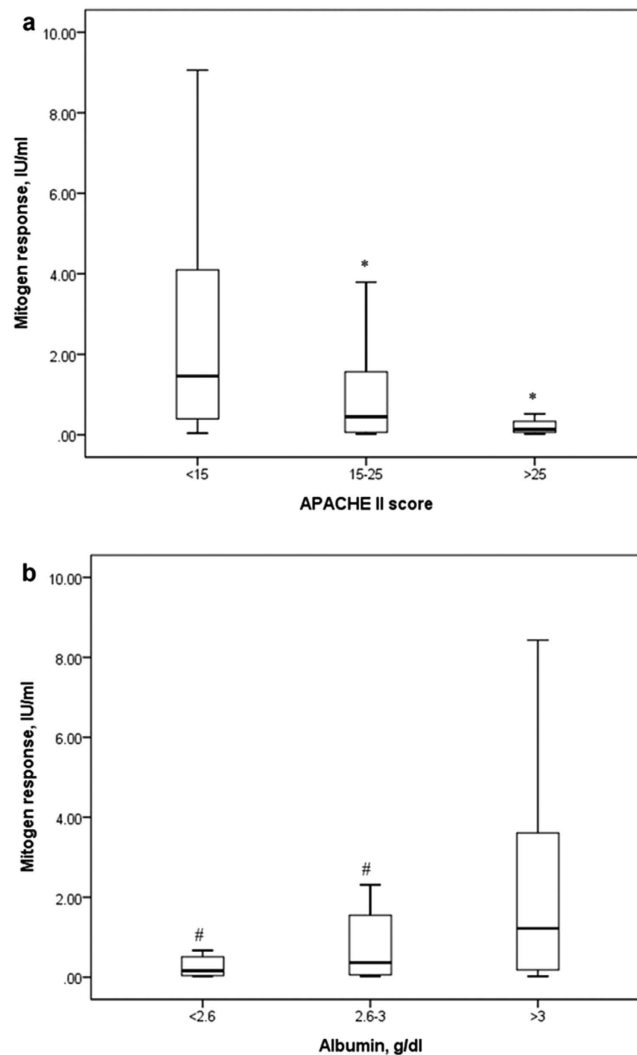 a
10.00
8.00
6.00
4.00
2.00
.00
Mitogen response, IU/ml
*
*
<15 15-25 >25
APACHE II score
b
10.00
8.00
6.00
4.00
2.00
.00
Mitogen response, IU/ml
#
#
<2.6 2.6-3 >3
Albumin, g/dl